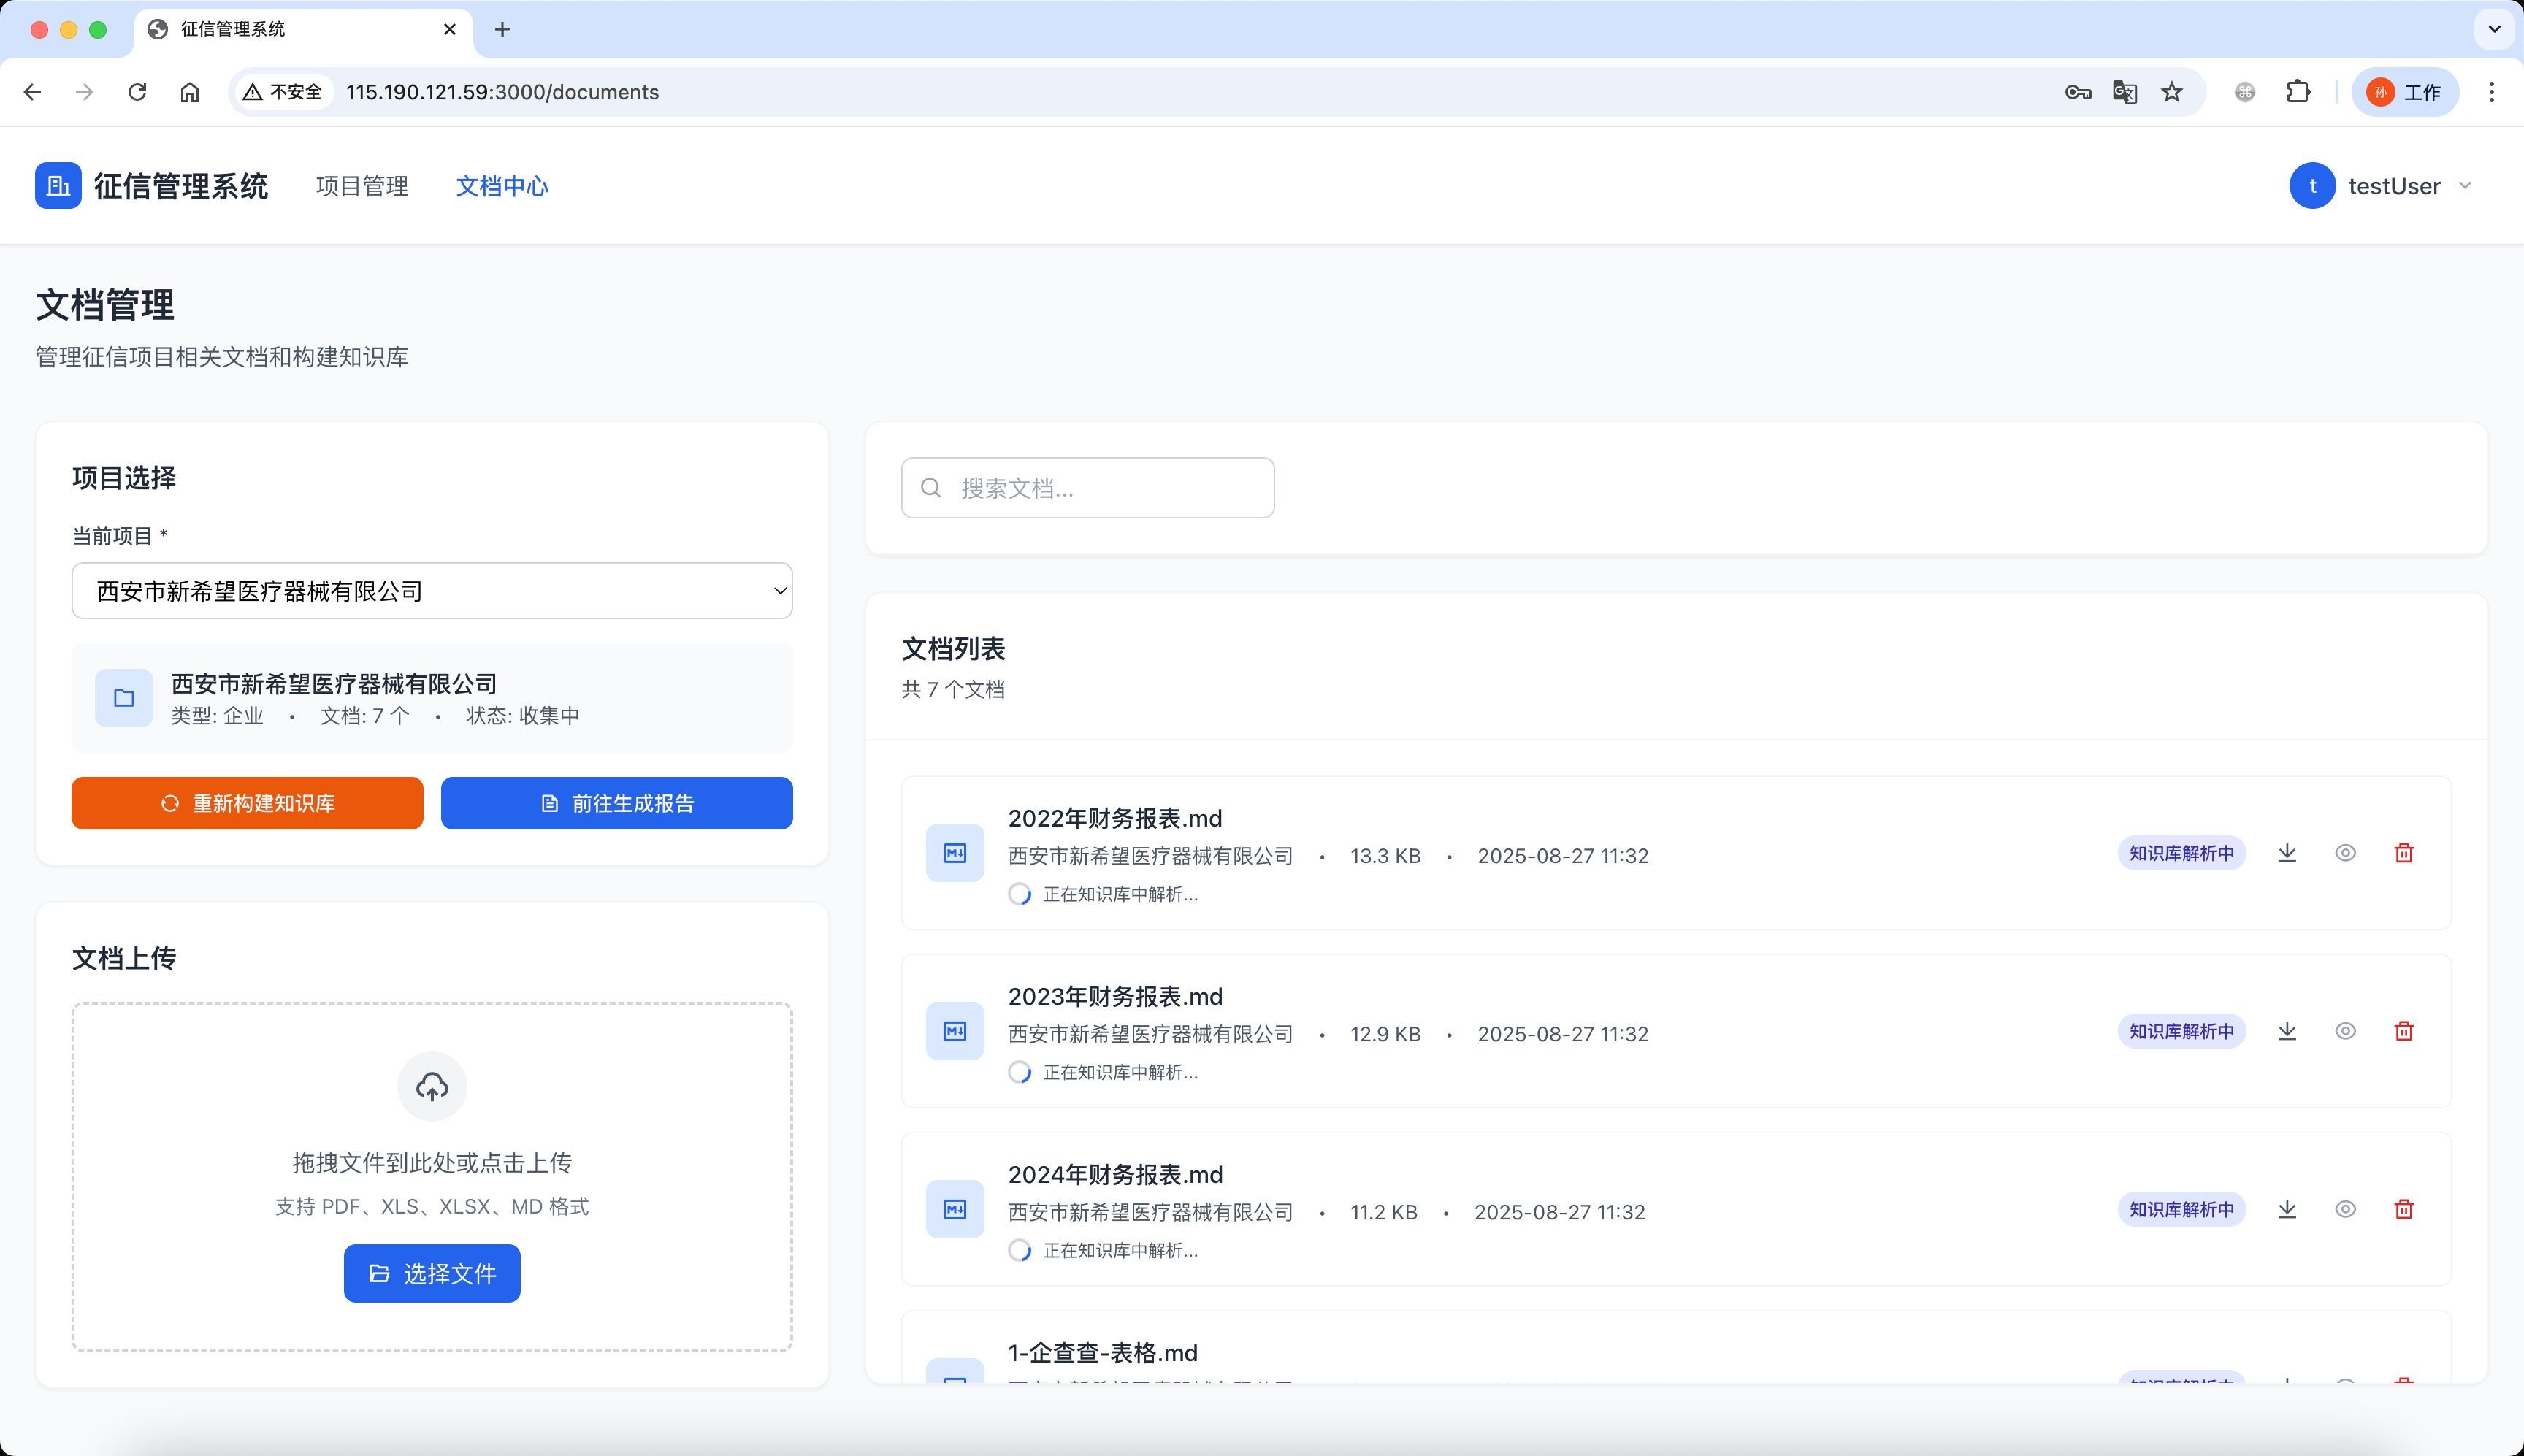 征信管理系统
不安全 115.190.121.59:3000/documents
孙 工作
征信管理系统 项目管理 文档中心
t testUser
文档管理
管理征信项目相关文档和构建知识库
项目选择
当前项目 *
西安市新希望医疗器械有限公司
西安市新希望医疗器械有限公司
类型: 企业 • 文档: 7 个 • 状态: 收集中
重新构建知识库 前往生成报告
文档上传
拖拽文件到此处或点击上传
支持 PDF、XLS、XLSX、MD 格式
选择文件
搜索文档...
文档列表
共 7 个文档
2022年财务报表.md
西安市新希望医疗器械有限公司 • 13.3 KB • 2025-08-27 11:32
正在知识库中解析...
知识库解析中
2023年财务报表.md
西安市新希望医疗器械有限公司 • 12.9 KB • 2025-08-27 11:32
正在知识库中解析...
知识库解析中
2024年财务报表.md
西安市新希望医疗器械有限公司 • 11.2 KB • 2025-08-27 11:32
正在知识库中解析...
知识库解析中
1-企查查-表格.md